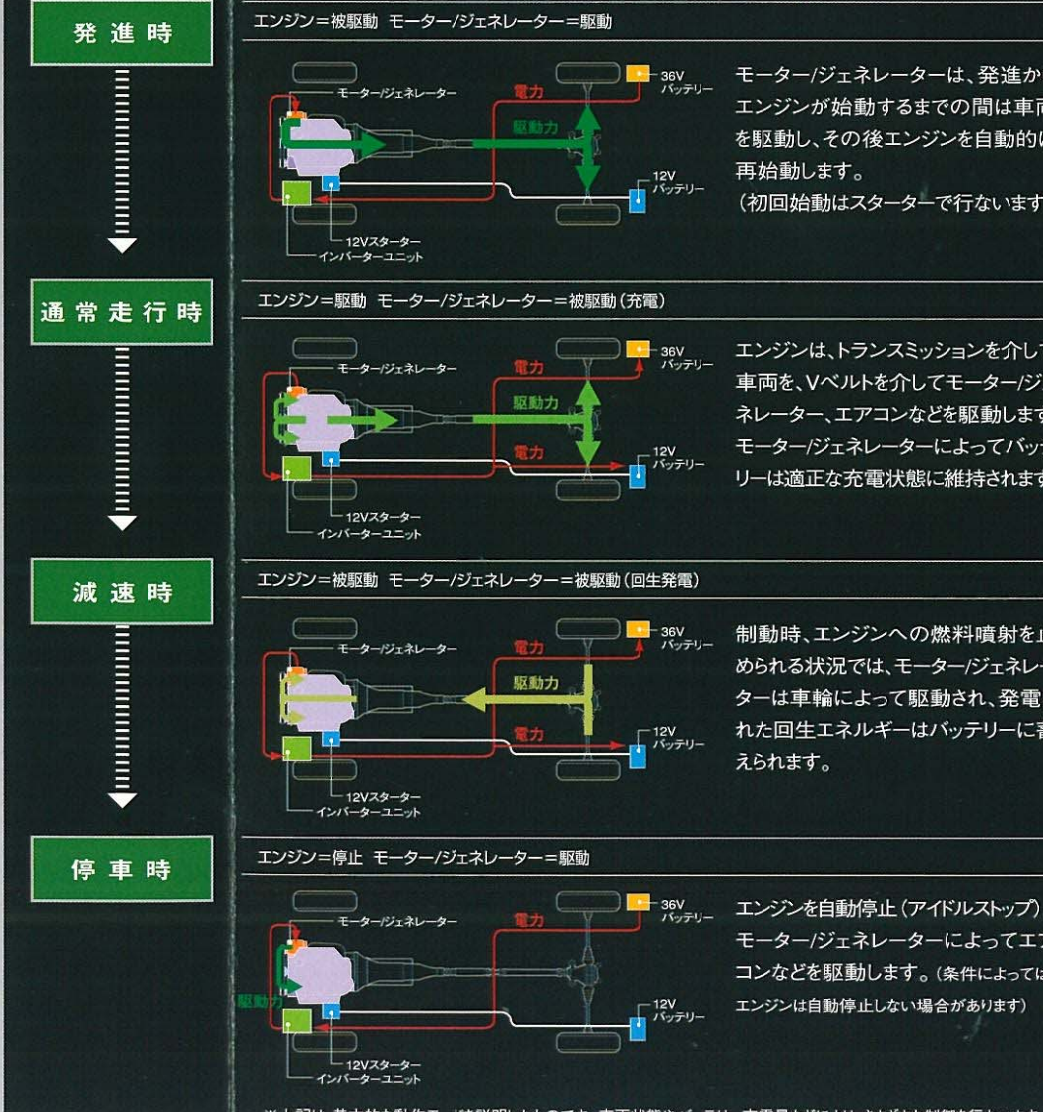 発進時
エンジン=被駆動 モーター/ジェネレーター=駆動
モーター/ジェネレーター
電力
36V
バッテリー
駆動力
12V
バッテリー
12Vスターター
インバーターユニット
モーター/ジェネレーターは、発進か
エンジンが始動するまでの間は車両
を駆動し、その後エンジンを自動的に
再始動します。
(初回始動はスターターで行ないます
通常走行時
エンジン=駆動 モーター/ジェネレーター=被駆動(充電)
モーター/ジェネレーター
電力
36V
バッテリー
駆動力
電力
12V
バッテリー
12Vスターター
インバーターユニット
エンジンは、トランスミッションを介して
車両を、Vベルトを介してモーター/ジェ
ネレーター、エアコンなどを駆動します
モーター/ジェネレーターによってバッテ
リーは適正な充電状態に維持されます
減速時
エンジン=被駆動 モーター/ジェネレーター=被駆動(回生発電)
モーター/ジェネレーター
電力
36V
バッテリー
駆動力
電力
12V
バッテリー
12Vスターター
インバーターユニット
制動時、エンジンへの燃料噴射を止
められる状況では、モーター/ジェネレー
ターは車輪によって駆動され、発電
れた回生エネルギーはバッテリーに蓄
えられます。
停車時
エンジン=停止 モーター/ジェネレーター=駆動
モーター/ジェネレーター
電力
36V
バッテリー
駆動力
12V
バッテリー
12Vスターター
インバーターユニット
エンジンを自動停止(アイドルストップ)
モーター/ジェネレーターによってエア
コンなどを駆動します。(条件によっては
エンジンは自動停止しない場合があります)